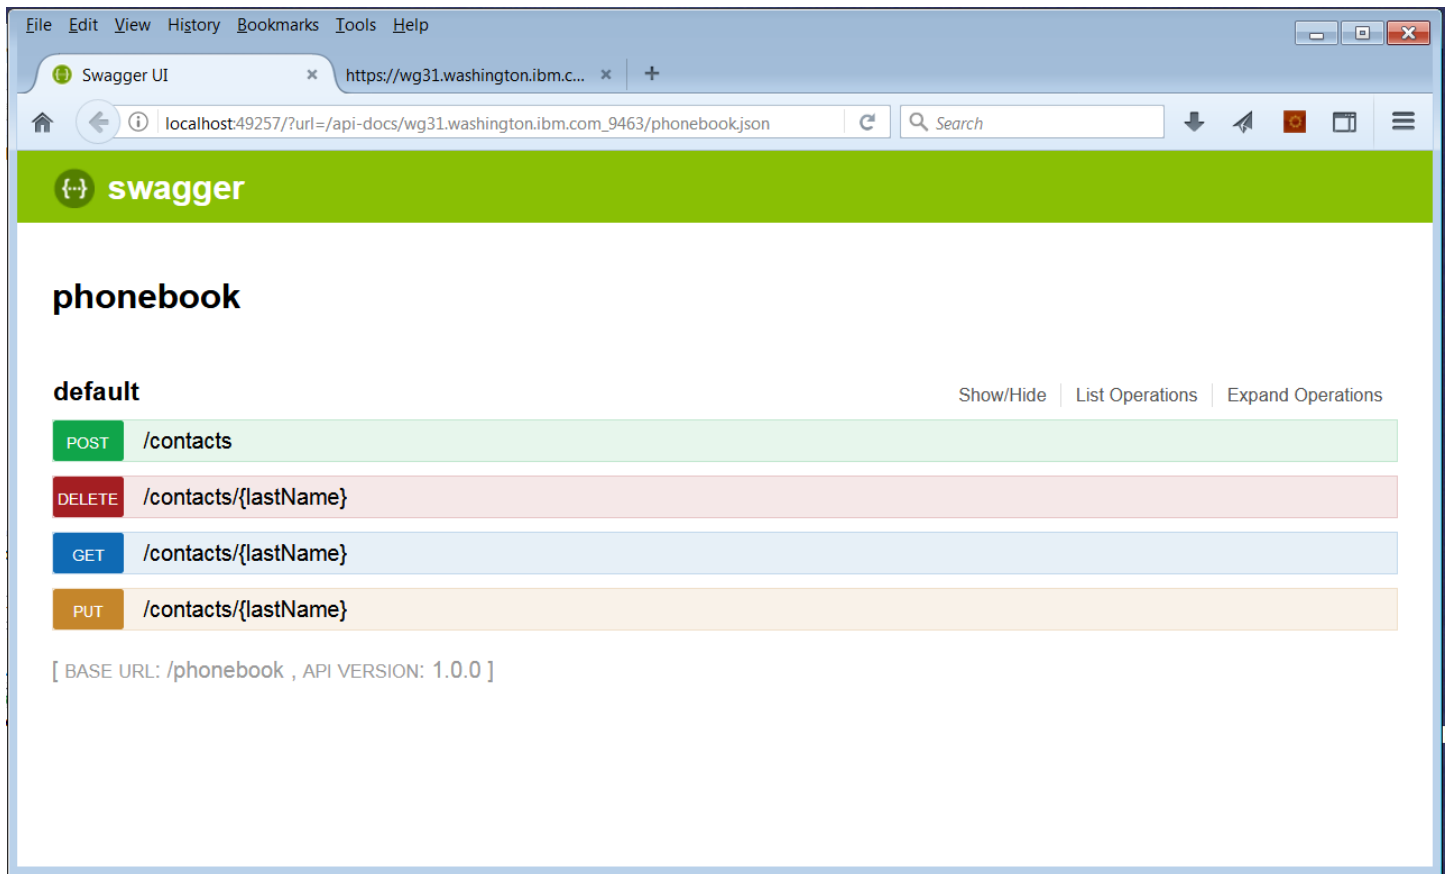 File Edit View History Bookmarks Tools Help
Swagger UI × https://wg31.washington.ibm.c... × +
localhost:49257/?url=/api-docs/wg31.washington.ibm.com_9463/phonebook.json Search
{...} swagger
phonebook
default Show/Hide List Operations Expand Operations
POST /contacts
DELETE /contacts/{lastName}
GET /contacts/{lastName}
PUT /contacts/{lastName}
[ BASE URL: /phonebook , API VERSION: 1.0.0 ]